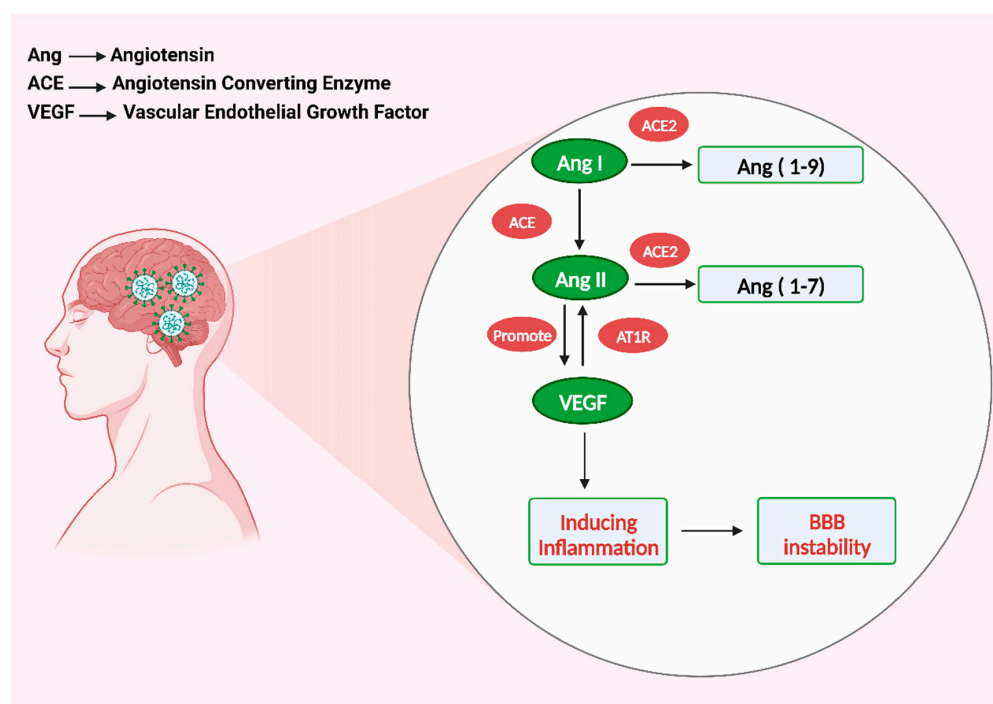 Ang ⟶ Angiotensin
ACE ⟶ Angiotensin Converting Enzyme
VEGF ⟶ Vascular Endothelial Growth Factor
ACE2
Ang I
Ang ( 1-9)
ACE
ACE2
Ang II
Ang ( 1-7)
Promote
AT1R
VEGF
Inducing
Inflammation
BBB
instability